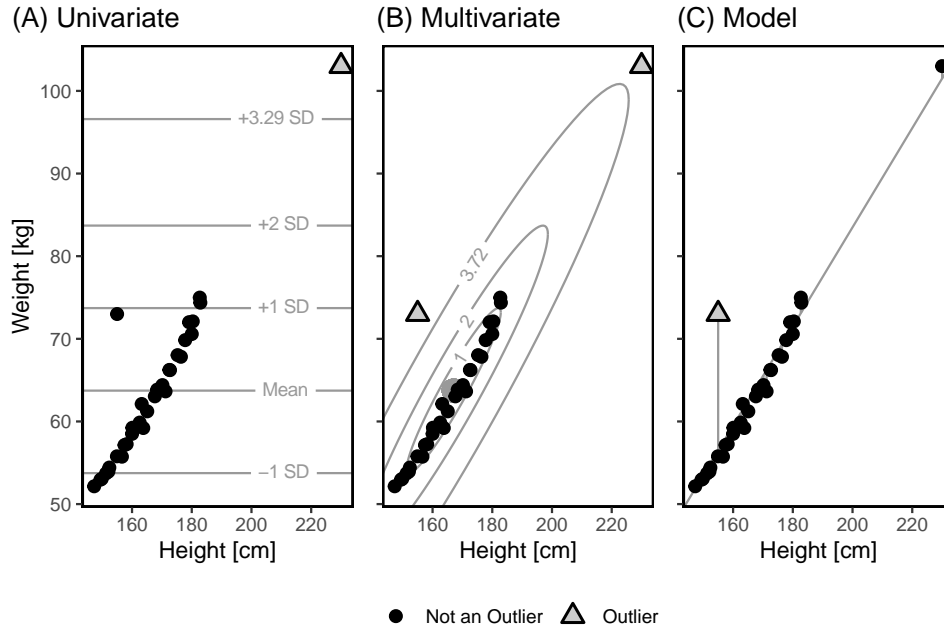 (A) Univariate
(B) Multivariate
(C) Model
Weight [kg]
100
90
80
70
60
50
+3.29 SD
+2 SD
+1 SD
Mean
−1 SD
3.72
2
1
160 180 200 220
160 180 200 220
160 180 200 220
Height [cm]
Height [cm]
Height [cm]
Not an Outlier
Outlier